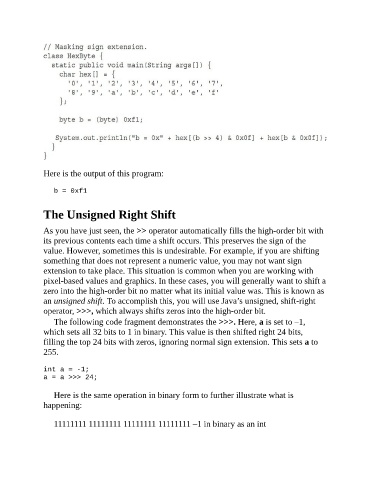 // Masking sign extension.
class HexByte {
static public void main(String args[]) {
char hex[] = {
'0', '1', '2', '3', '4', '5', '6', '7',
'8', '9', 'a', 'b', 'c', 'd', 'e', 'f'
};
byte b = (byte) 0xf1;
System.out.println("b = 0x" + hex[(b >> 4) & 0x0f] + hex[b & 0x0f]);
}
}
Here is the output of this program:
b = 0xf1
The Unsigned Right Shift
As you have just seen, the >> operator automatically fills the high-order bit with
its previous contents each time a shift occurs. This preserves the sign of the
value. However, sometimes this is undesirable. For example, if you are shifting
something that does not represent a numeric value, you may not want sign
extension to take place. This situation is common when you are working with
pixel-based values and graphics. In these cases, you will generally want to shift a
zero into the high-order bit no matter what its initial value was. This is known as
an unsigned shift. To accomplish this, you will use Java's unsigned, shift-right
operator, >>>, which always shifts zeros into the high-order bit.
The following code fragment demonstrates the >>>. Here, a is set to –1,
which sets all 32 bits to 1 in binary. This value is then shifted right 24 bits,
filling the top 24 bits with zeros, ignoring normal sign extension. This sets a to
255.
int a = -1;
a = a >>> 24;
Here is the same operation in binary form to further illustrate what is
happening:
11111111 11111111 11111111 11111111 –1 in binary as an int